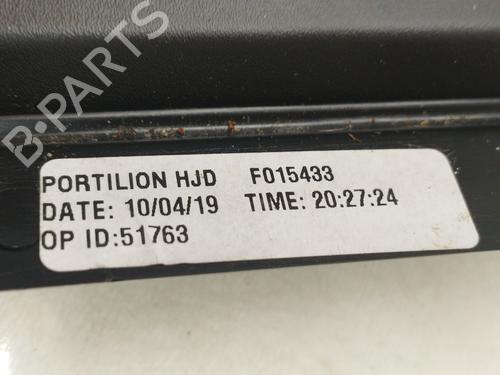 B-PARTS
PORTILION HJD F015433
DATE: 10/04/19 TIME: 20:27:24
OP ID:51763